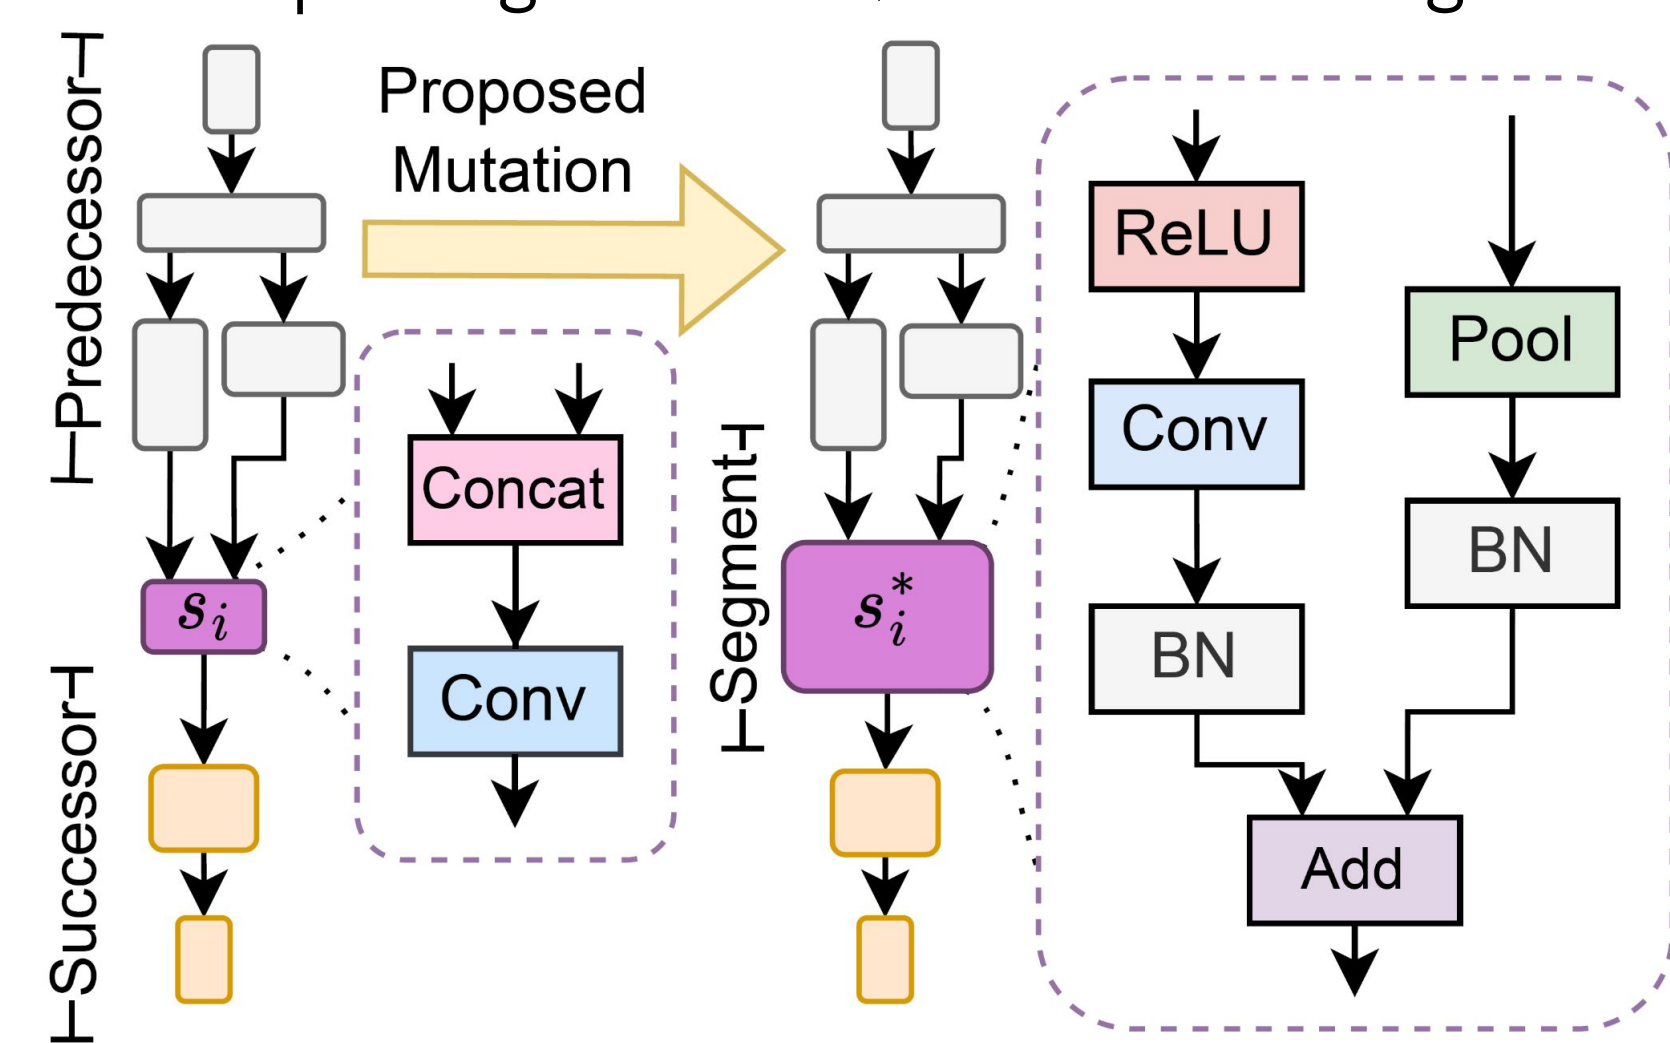 Predecessor
Successor
Proposed
Mutation
s_i
Concat
Conv
Segment
s_i^*
ReLU
Conv
BN
Pool
BN
Add